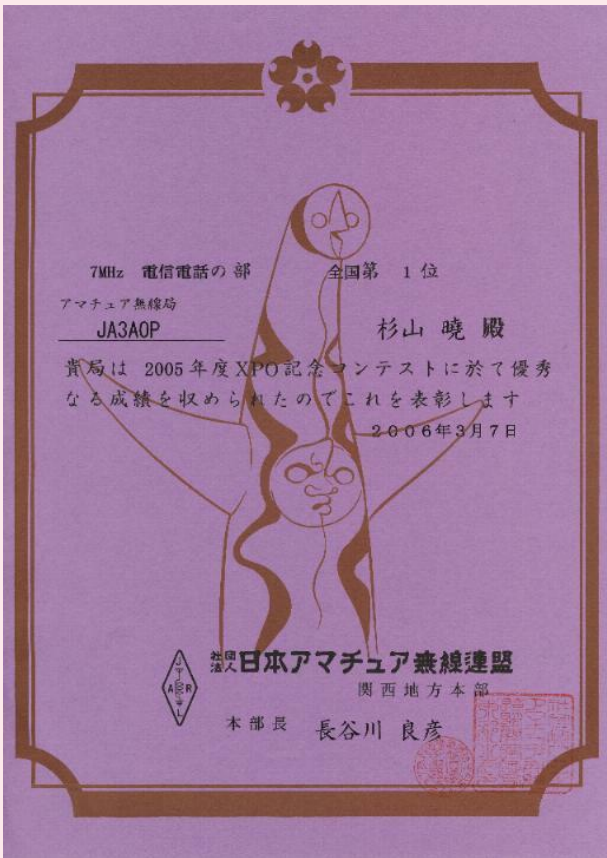 7MHz 電信電話の部 全国第 1 位
アマチュア無線局
JA3AOP 杉山 曉 殿
貴局は 2005年度XPO記念コンテストに於て優秀
なる成績を収められたのでこれを表彰します
2006年3月7日
社団法人日本アマチュア無線連盟
関西地方本部
本部長 長谷川 良彦
JARL